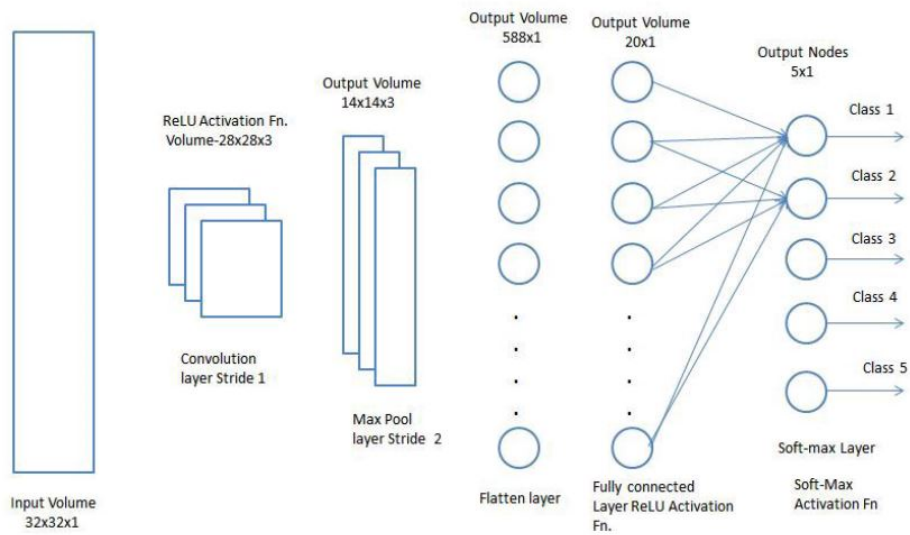 Input Volume
32x32x1
ReLU Activation Fn.
Volume-28x28x3
Convolution
layer Stride 1
Output Volume
14x14x3
Max Pool
layer Stride 2
Output Volume
588x1
Flatten layer
Output Volume
20x1
Fully connected
Layer ReLU Activation
Fn.
Output Nodes
5x1
Class 1
Class 2
Class 3
Class 4
Class 5
Soft-max Layer
Soft-Max
Activation Fn